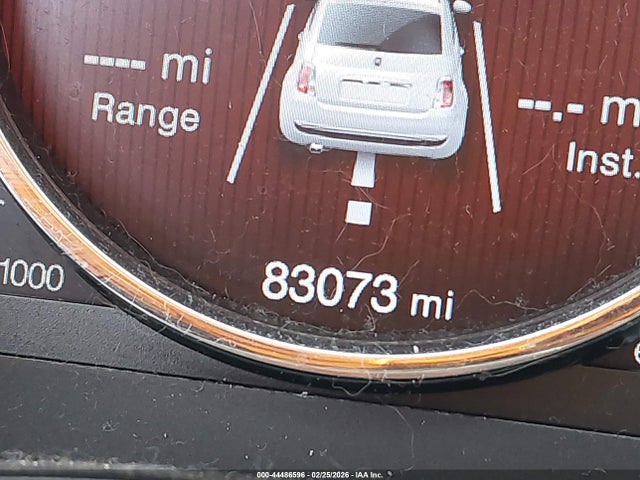 --- mi
Range
--.- m
Inst.
1000
83073 mi
000-44486596 - 02/25/2026 - IAA Inc.